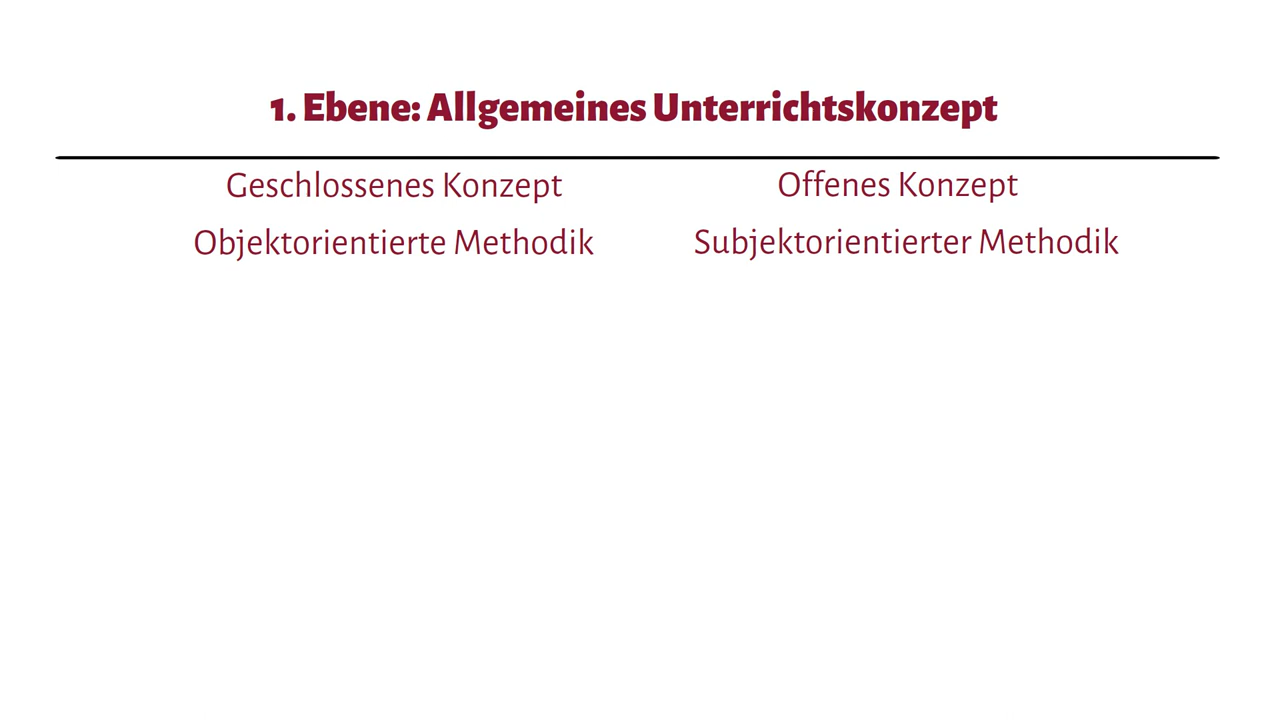 1. Ebene: Allgemeines Unterrichtskonzept
Geschlossenes Konzept
Offenes Konzept
Objektorientierte Methodik
Subjektorientierter Methodik